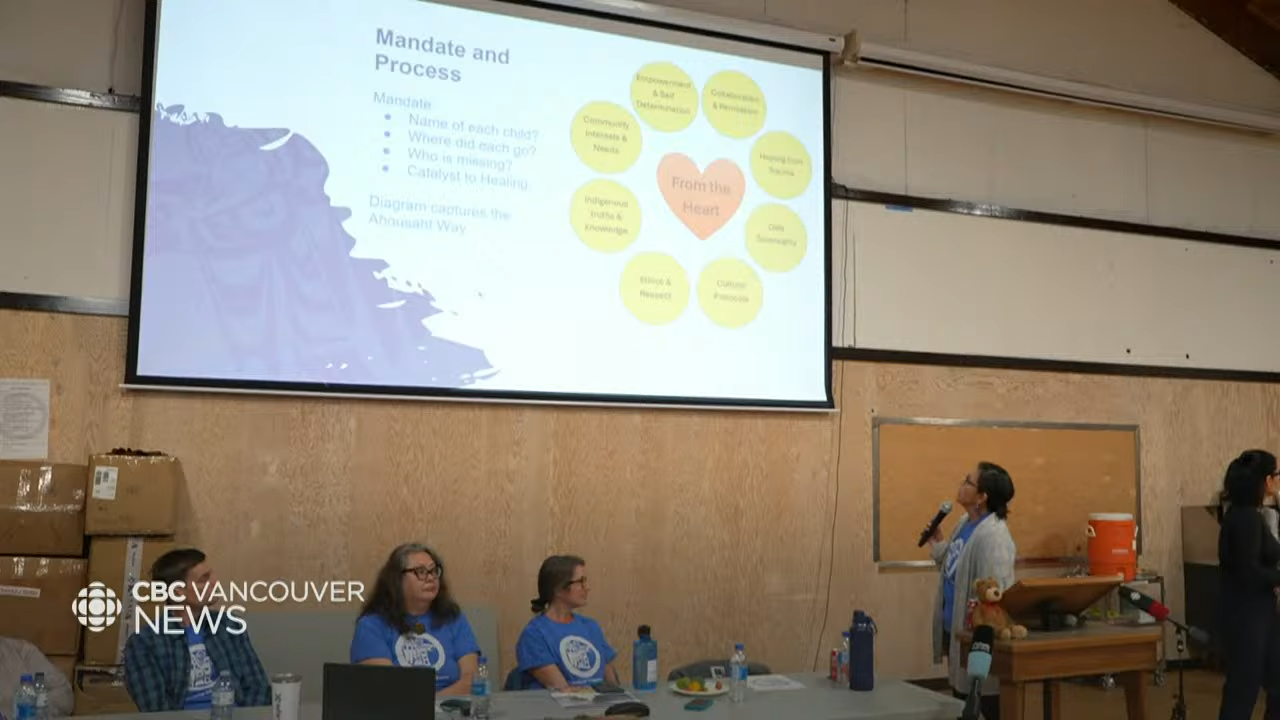 Mandate and
Process
Mandate
Name of each child?
Where did each go?
Who is missing?
Catalyst to Healing
Diagram captures the
Ahousaht Way
Empowerment
& Self
Determination
Collaboration
&
Community
Interests &
Needs
Healing from
Trauma
From the
Heart
Indigenous
truths &
knowledge
Data
Sovereignty
Ethics &
Respect
Cultural
Protocols
CBC VANCOUVER
NEWS